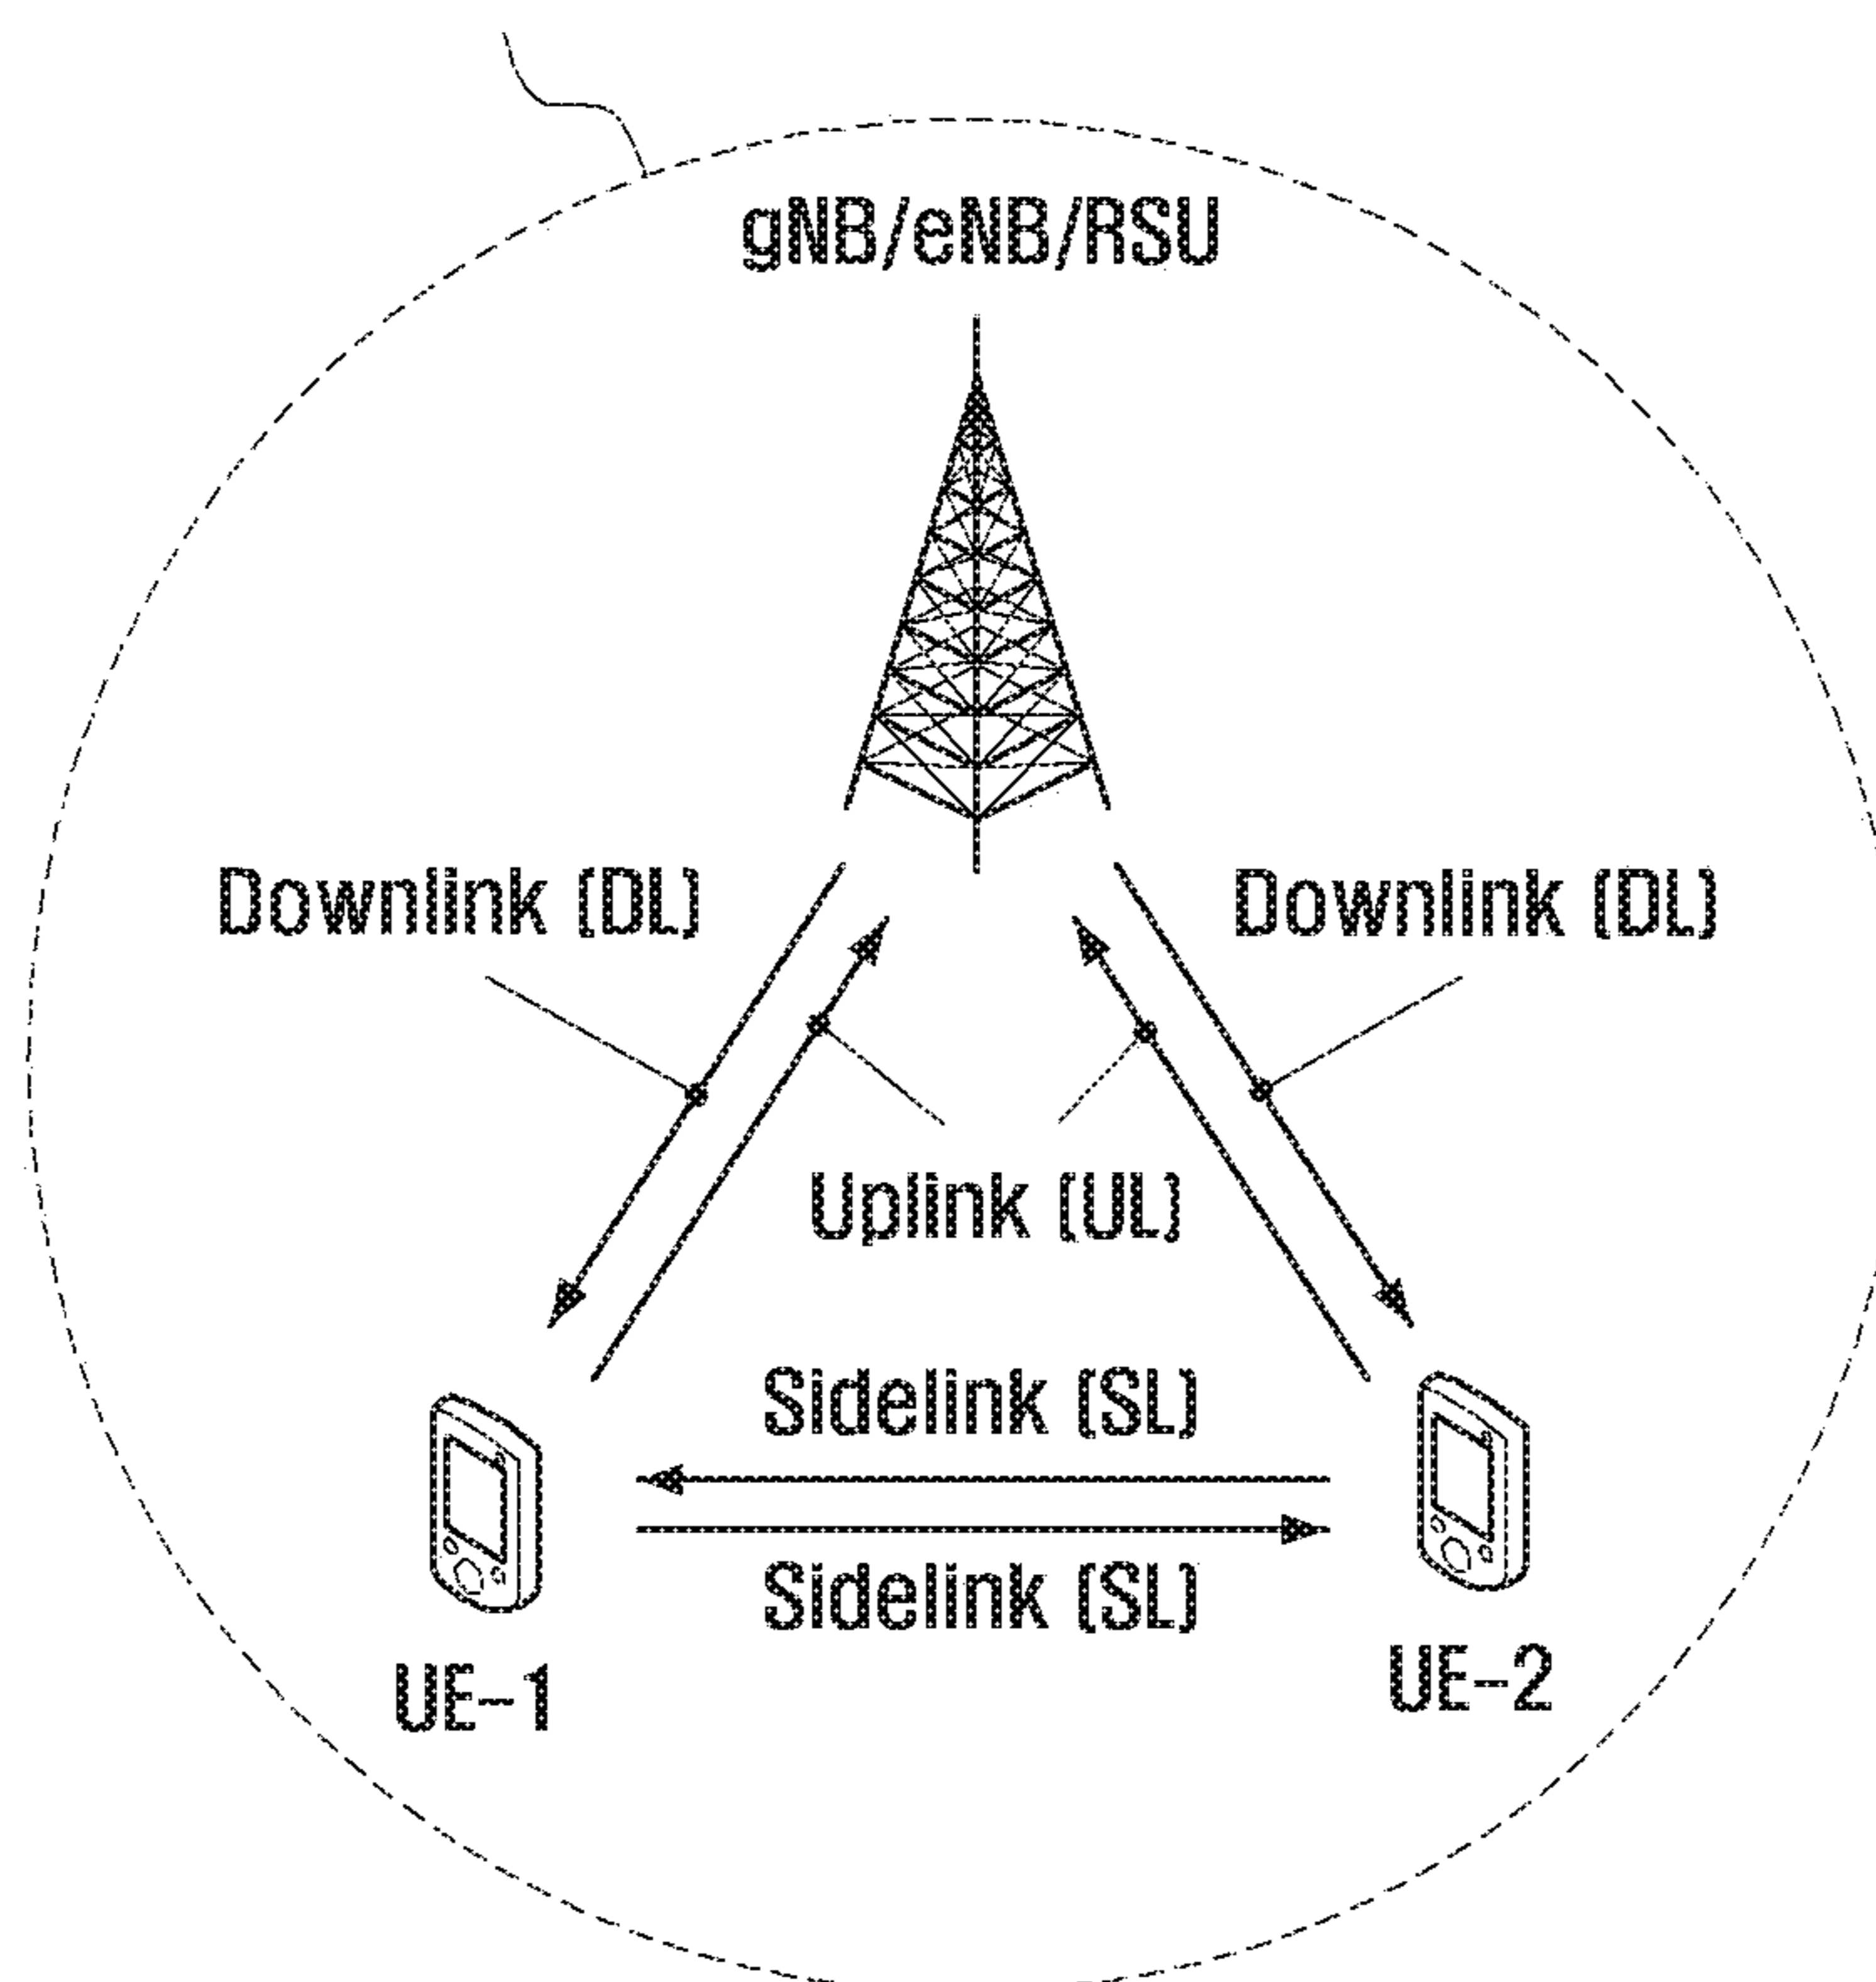 gNB/eNB/RSU
Downlink (DL)
Downlink (DL)
Uplink (UL)
Sidelink (SL)
Sidelink (SL)
UE-1
UE-2